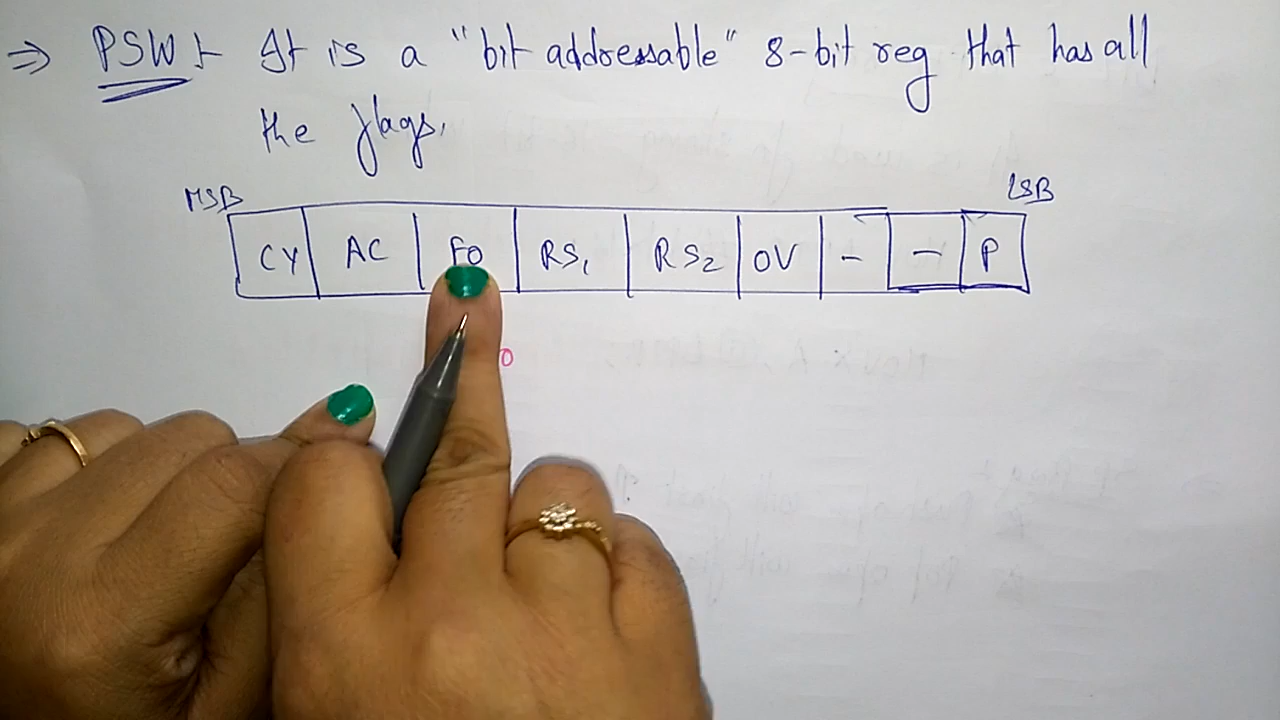 ⇒ PSW :- It is a "bit addressable" 8-bit reg that has all
the flags.
MSB LSB
CY AC F0 RS₁ RS₂ OV - - P
0